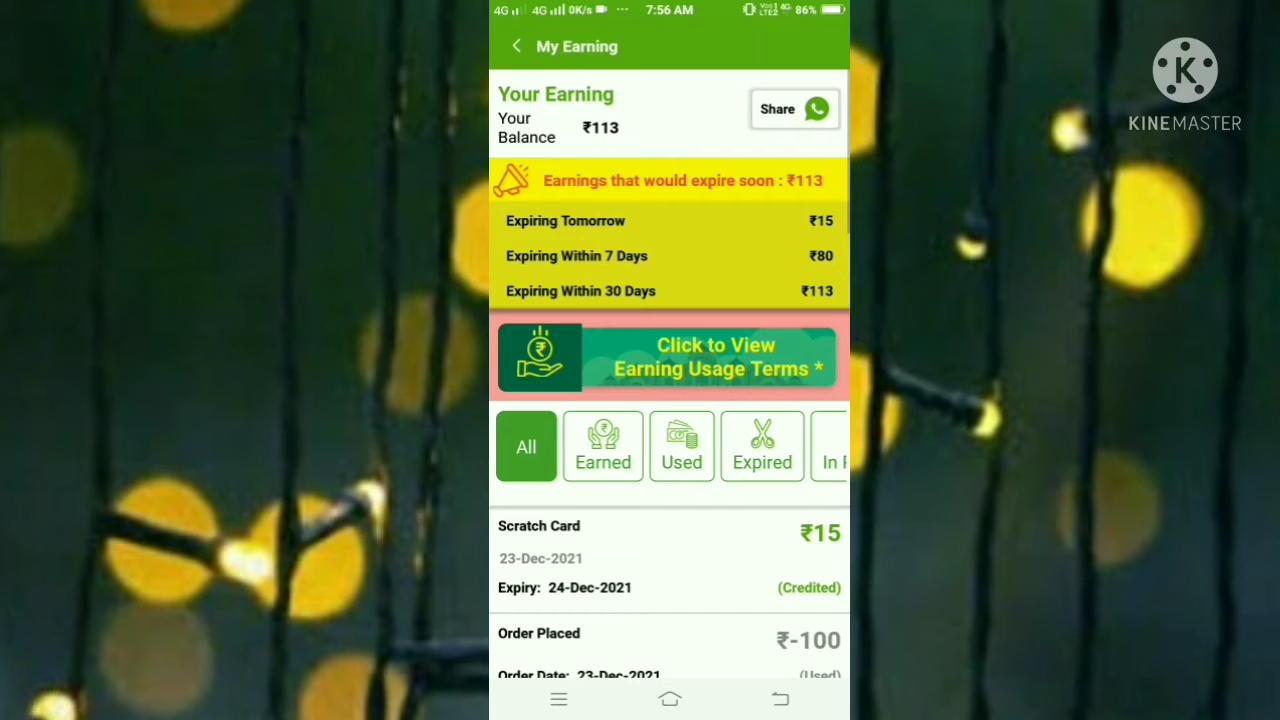 4G 4G 0K/s ··· 7:56 AM 4G 86%
My Earning
Your Earning
Your Balance ₹113
Share
Earnings that would expire soon : ₹113
Expiring Tomorrow ₹15
Expiring Within 7 Days ₹80
Expiring Within 30 Days ₹113
Click to View
Earning Usage Terms *
All Earned Used Expired In
Scratch Card ₹15
23-Dec-2021
Expiry: 24-Dec-2021 (Credited)
Order Placed ₹-100
Order Date: 23-Dec-2021 (Used)
K
KINEMASTER